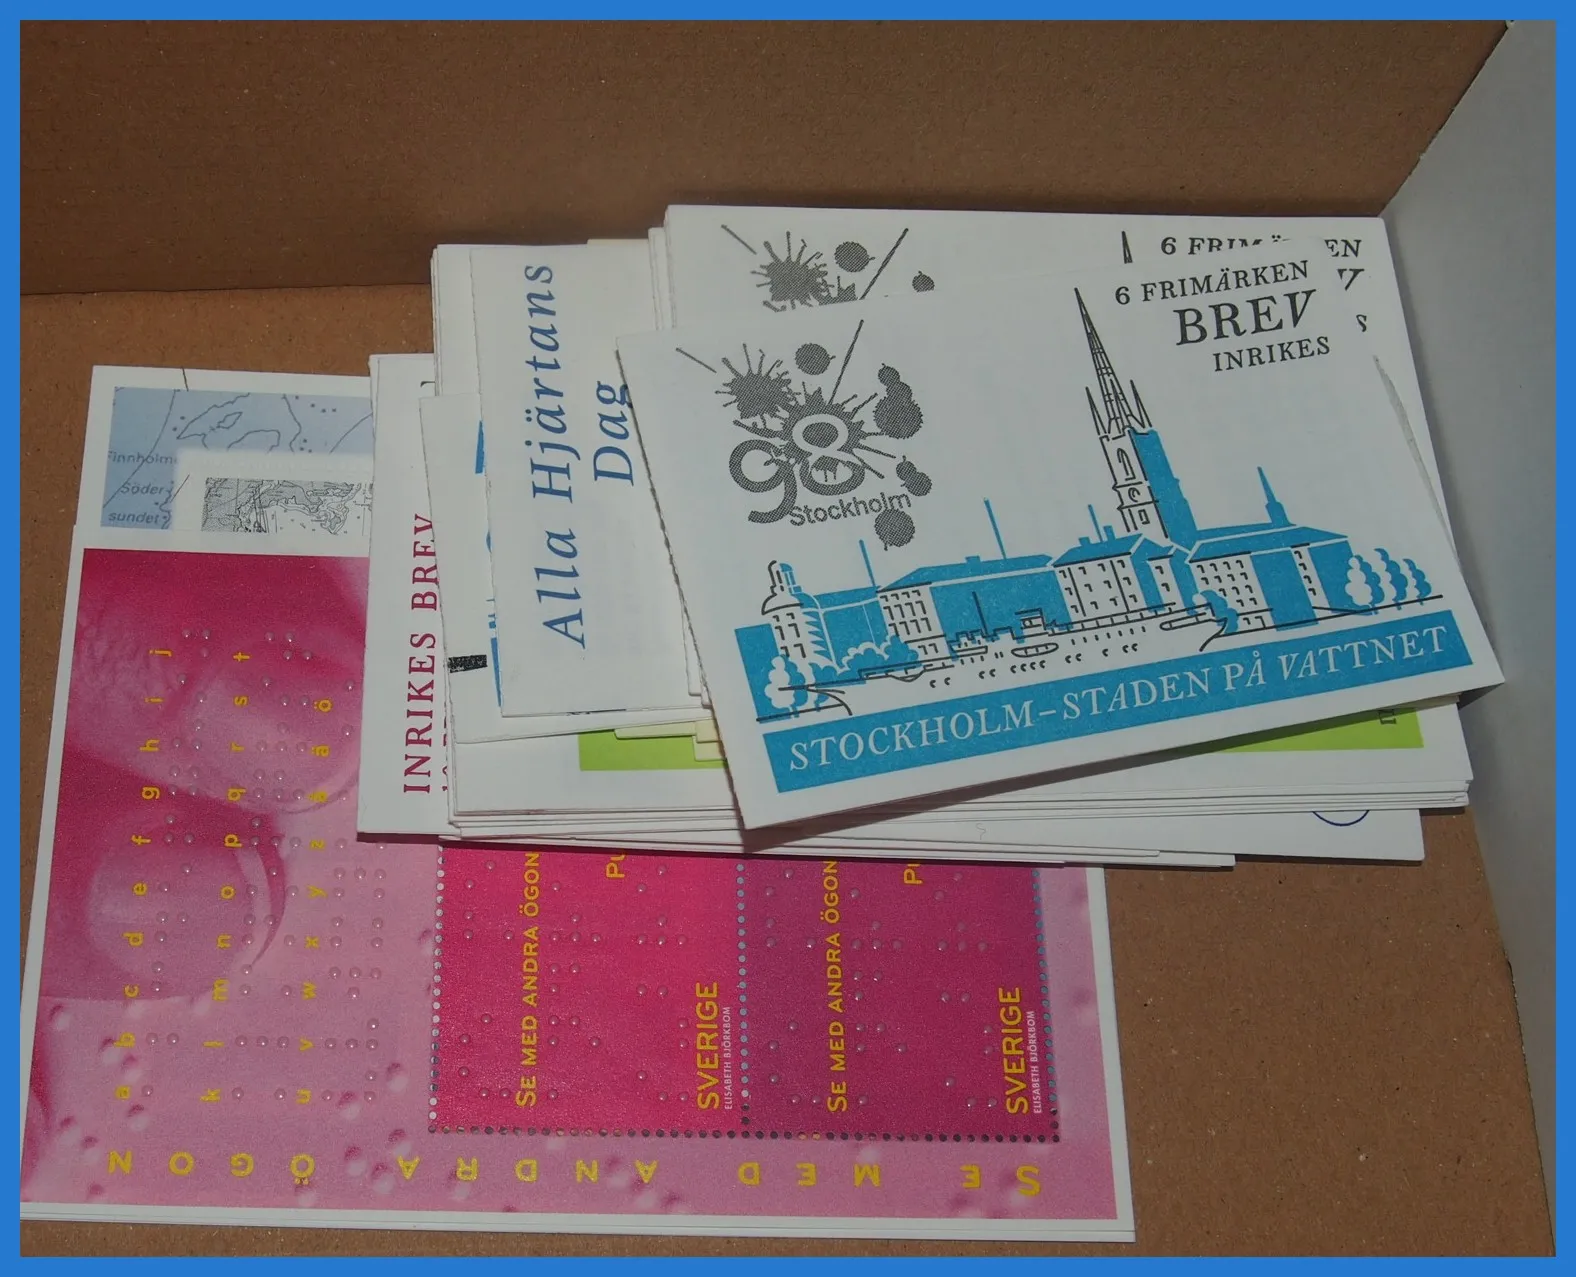 6 FRIMÄRKEN
BREV
INRIKES
98
Stockholm
STOCKHOLM–STADEN PÅ VATTNET
Alla Hjärtans
Dag
INRIKES BREV
Finnholm
Söder-
sundet
a b c d e f g h i j
k l m n o p q r s t
u v w x y z å ä ö
SE MED ANDRA ÖGON
SVERIGE
ELISABETH BJÖRKBOM
SE MED ANDRA ÖGON
SVERIGE
ELISABETH BJÖRKBOM
SE MED ANDRA ÖGON